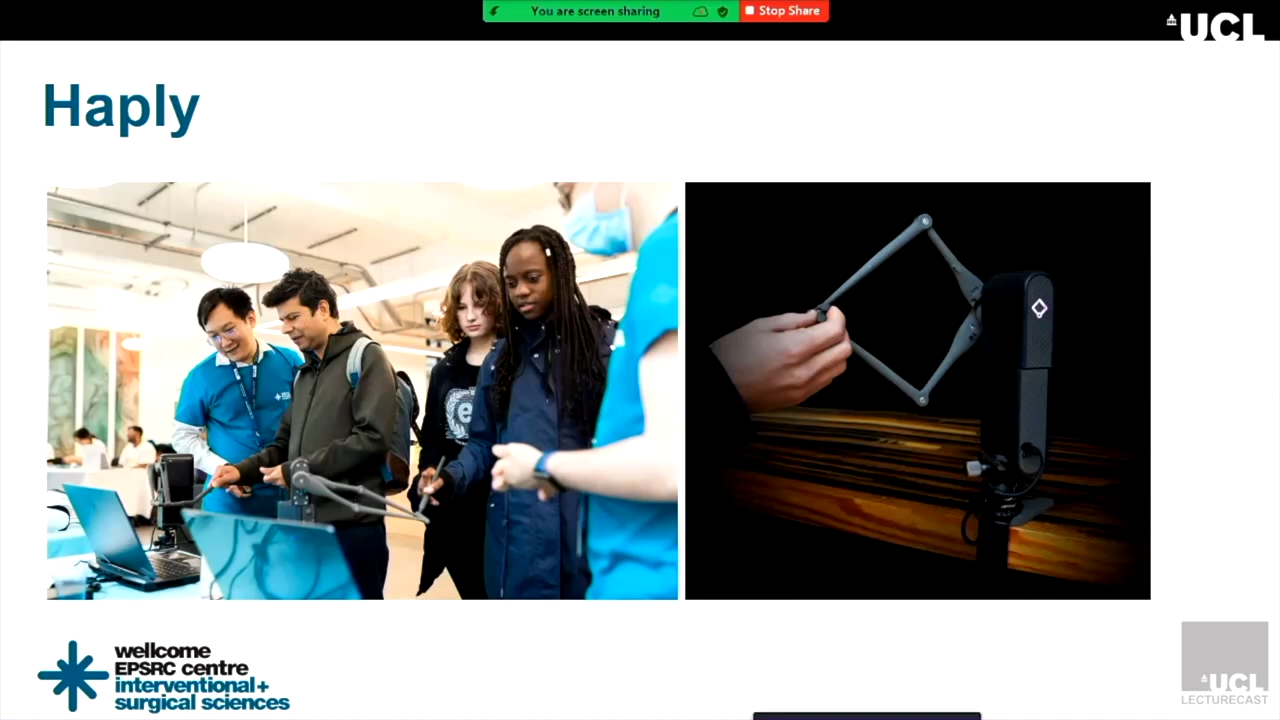 You are screen sharing
Stop Share
UCL
Haply
e
wellcome
EPSRC centre
interventional+
surgical sciences
UCL
LECTURECAST